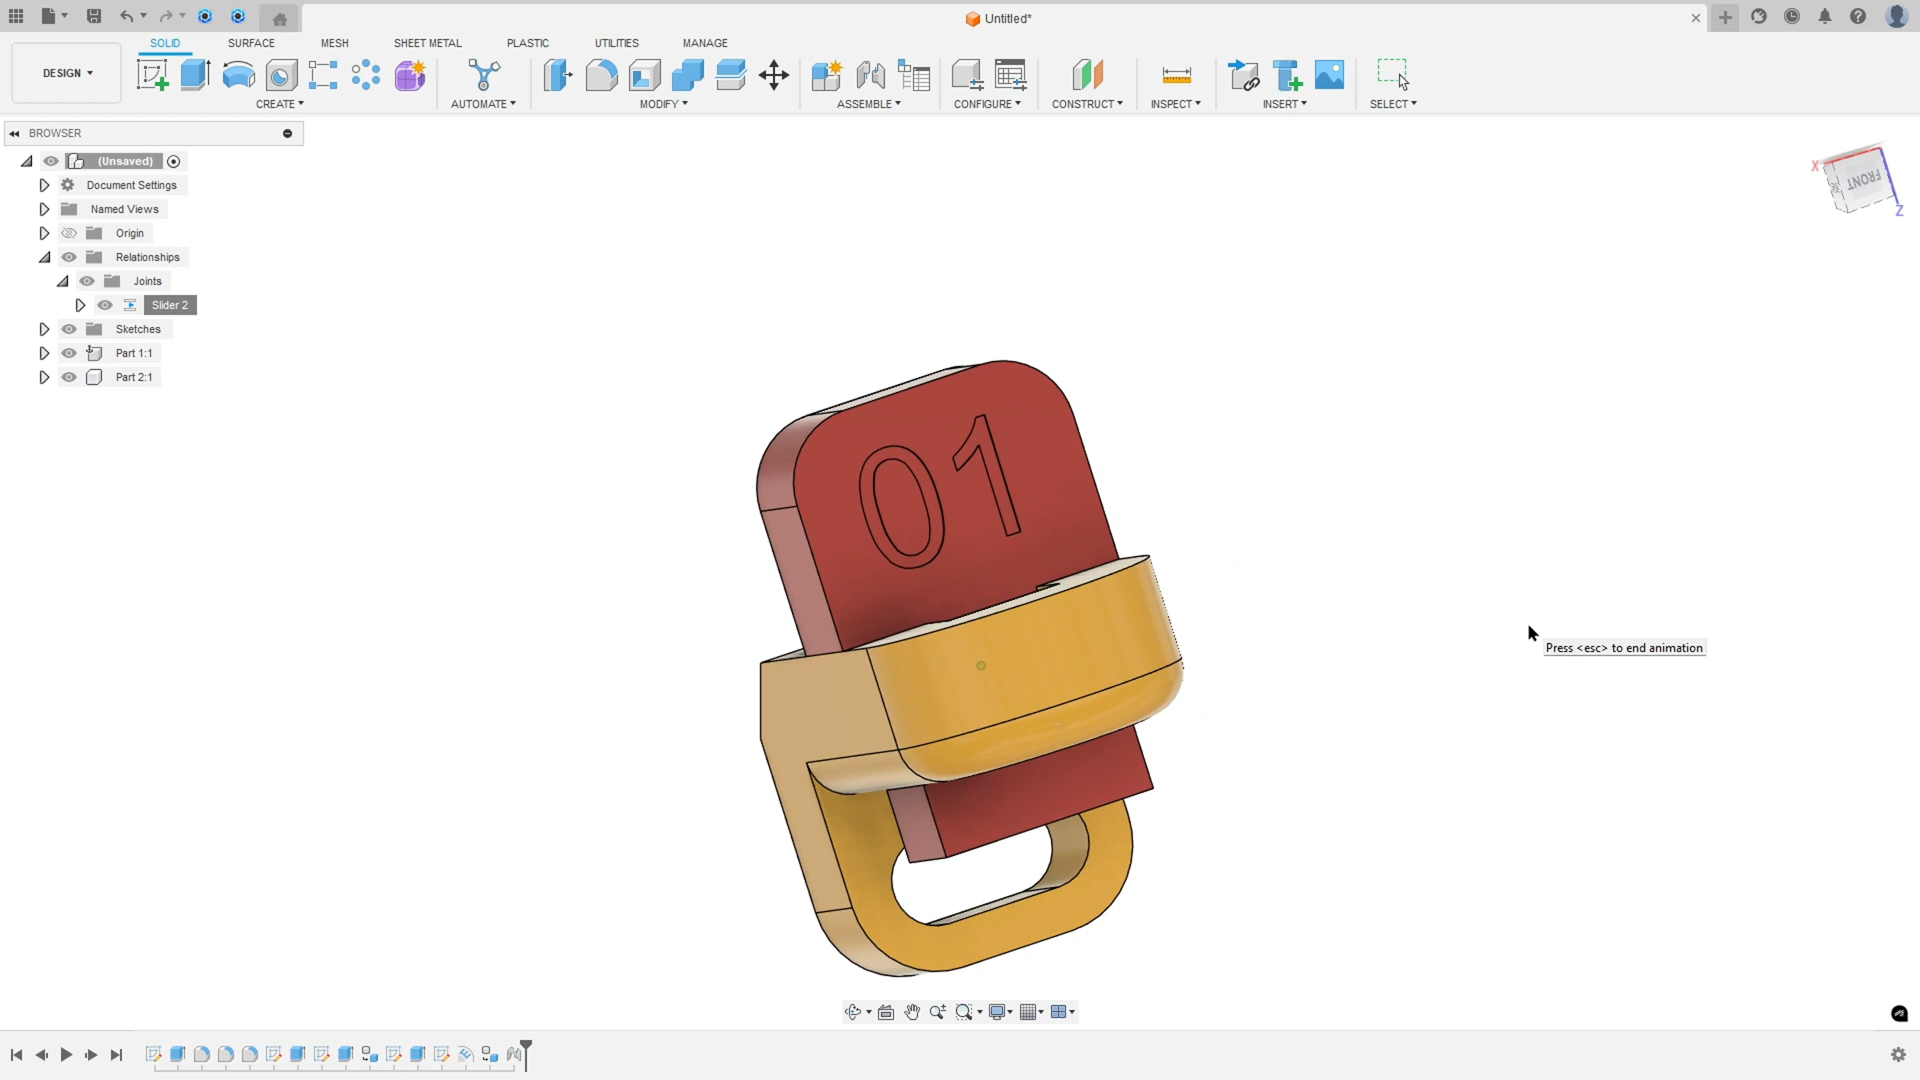 Untitled*
SOLID SURFACE MESH SHEET METAL PLASTIC UTILITIES MANAGE
DESIGN
CREATE AUTOMATE MODIFY ASSEMBLE CONFIGURE CONSTRUCT INSPECT INSERT SELECT
BROWSER
(Unsaved)
Document Settings
Named Views
Origin
Relationships
Joints
Slider 2
Sketches
Part 1:1
Part 2:1
X
FRONT
Z
01
Press <esc> to end animation